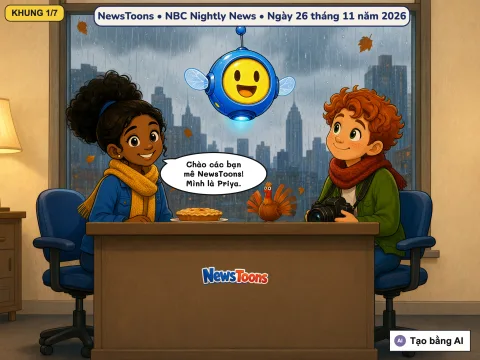 KHUNG 1/7
NewsToons • NBC Nightly News • Ngày 26 tháng 11 năm 2026
Chào các bạn
mê NewsToons!
Mình là Priya.
NewsToons
AI Tạo bằng AI